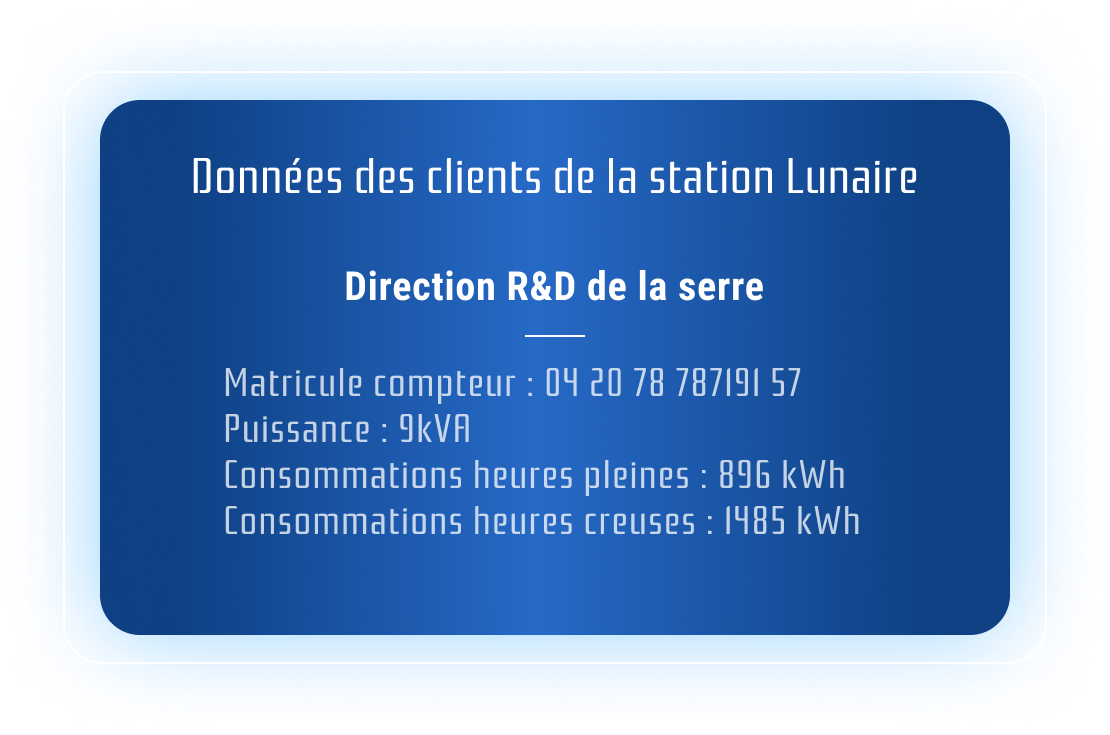 Données des clients de la station Lunaire
Direction R&D de la serre
Matricule compteur : 04 20 78 787191 57
Puissance : 9kVA
Consommations heures pleines : 896 kWh
Consommations heures creuses : 1485 kWh